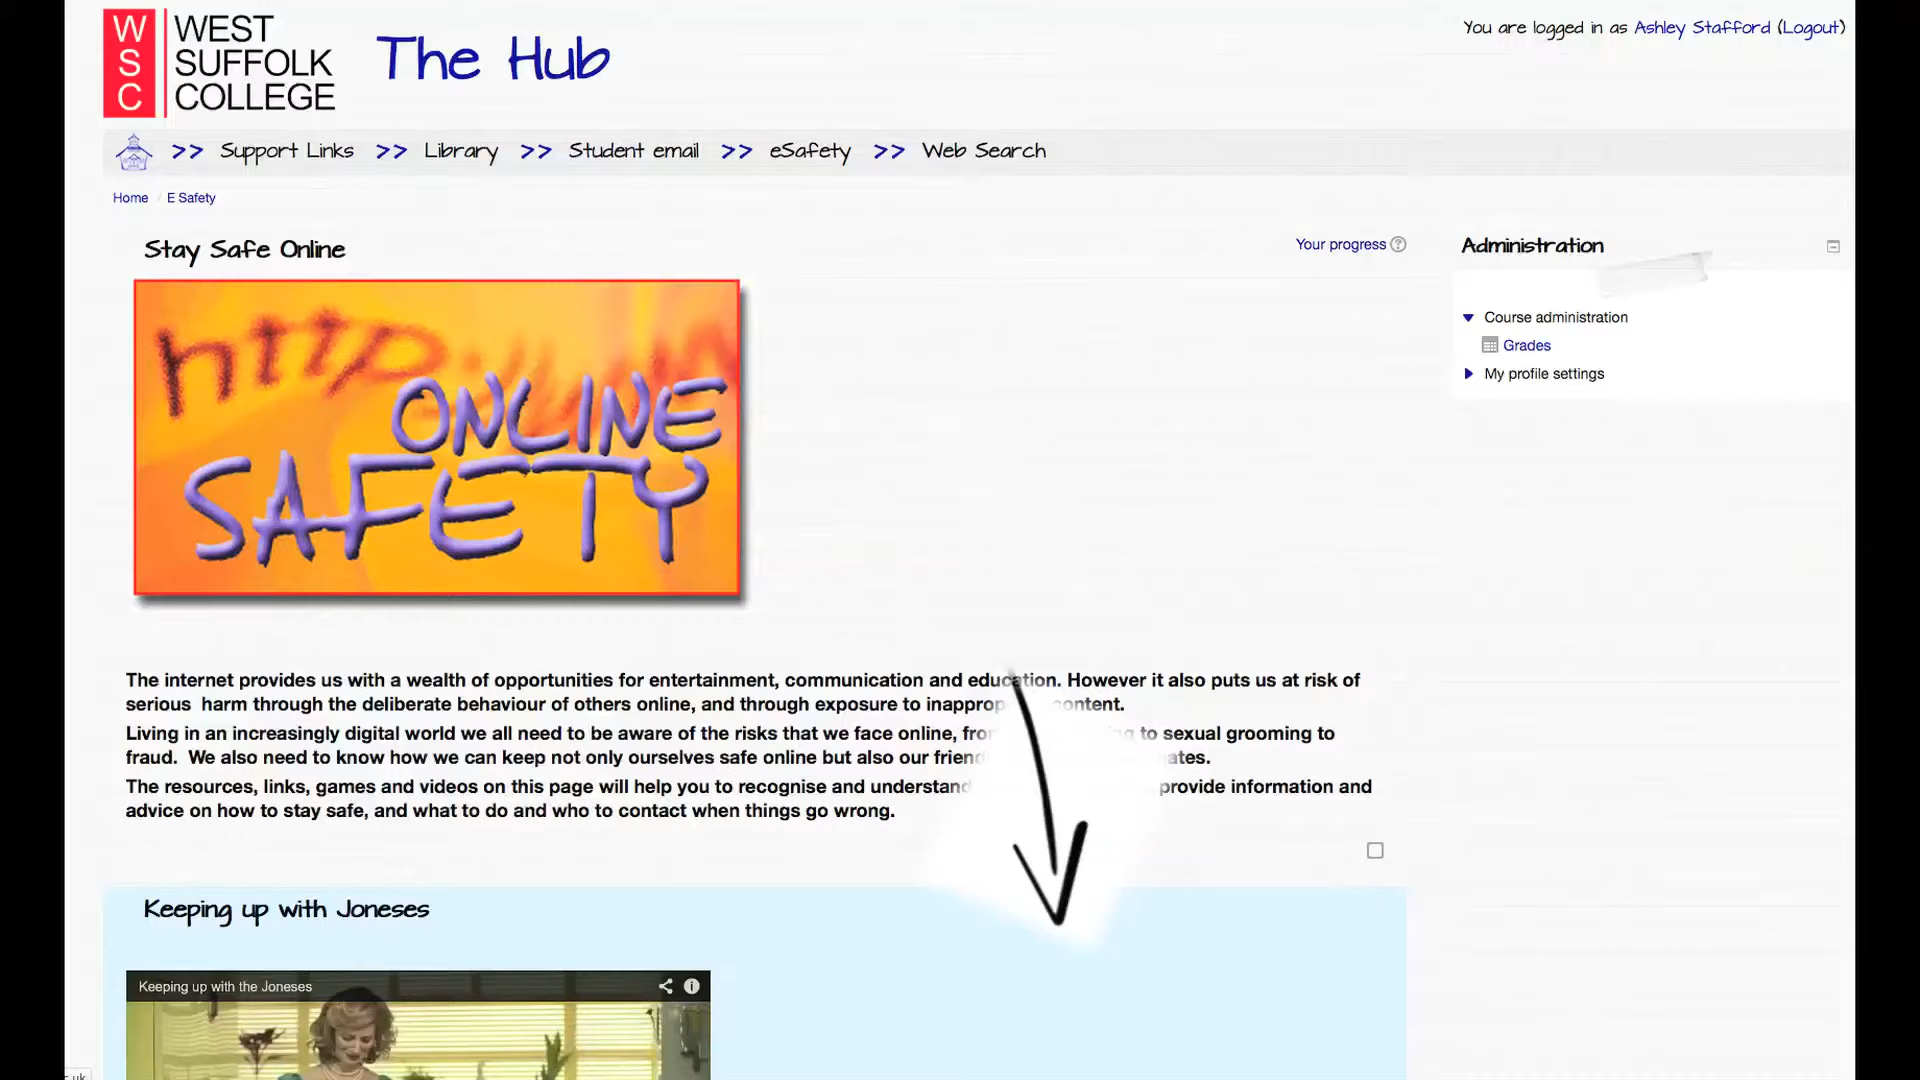 WSC WEST SUFFOLK COLLEGE
The Hub
You are logged in as Ashley Stafford (Logout)
>> Support Links >> Library >> Student email >> eSafety >> Web Search
Home / E Safety
Stay Safe Online
Your progress
Administration
Course administration
Grades
My profile settings
http
ONLINE
SAFETY
The internet provides us with a wealth of opportunities for entertainment, communication and education. However it also puts us at risk of
serious harm through the deliberate behaviour of others online, and through exposure to content.
Living in an increasingly digital world we all need to be aware of the risks that we face online, to sexual grooming to
fraud. We also need to know how we can keep not only ourselves safe online but also our
The resources, links, games and videos on this page will help you to recognise and understand provide information and
advice on how to stay safe, and what to do and who to contact when things go wrong.
Keeping up with Joneses
Keeping up with the Joneses